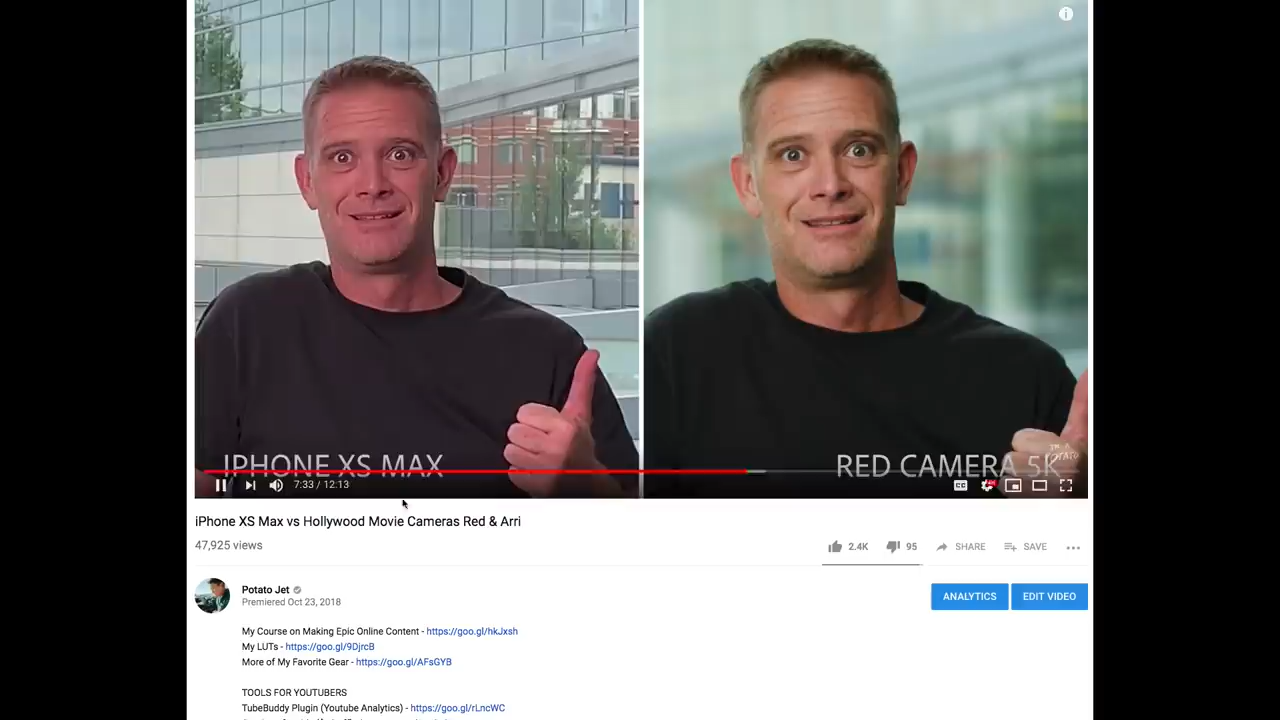 IPHONE XS MAX
RED CAMERA 5K
I'M A
POTATO
7:33 / 12:13
CC
iPhone XS Max vs Hollywood Movie Cameras Red & Arri
47,925 views
2.4K
95
SHARE
SAVE
Potato Jet
Premiered Oct 23, 2018
ANALYTICS
EDIT VIDEO
My Course on Making Epic Online Content - https://goo.gl/hkJxsh
My LUTs - https://goo.gl/9DjrcB
More of My Favorite Gear - https://goo.gl/AFsGYB
TOOLS FOR YOUTUBERS
TubeBuddy Plugin (Youtube Analytics) - https://goo.gl/rLncWC